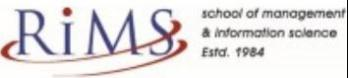 RiMS
school of management
& information science
Estd. 1984